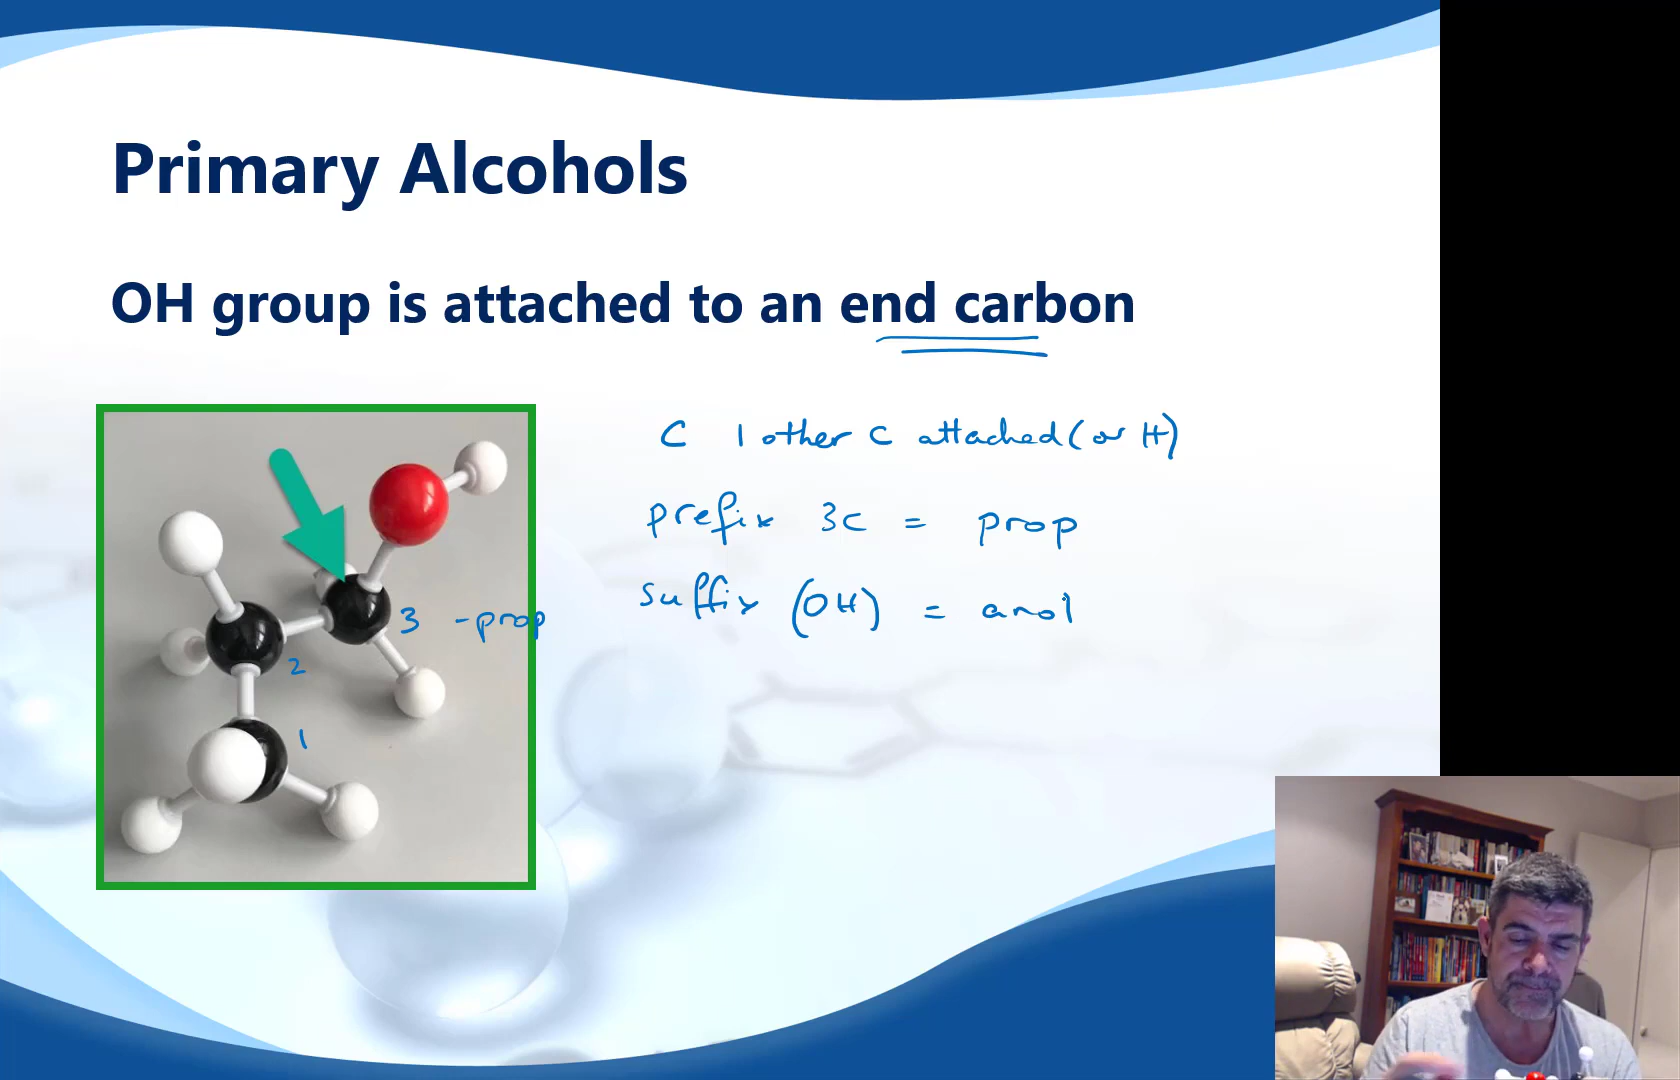 Primary Alcohols
OH group is attached to an end carbon
C 1 other C attached (or H)
prefix 3C = prop
suffix (OH) = anol
3 - prop
2
1